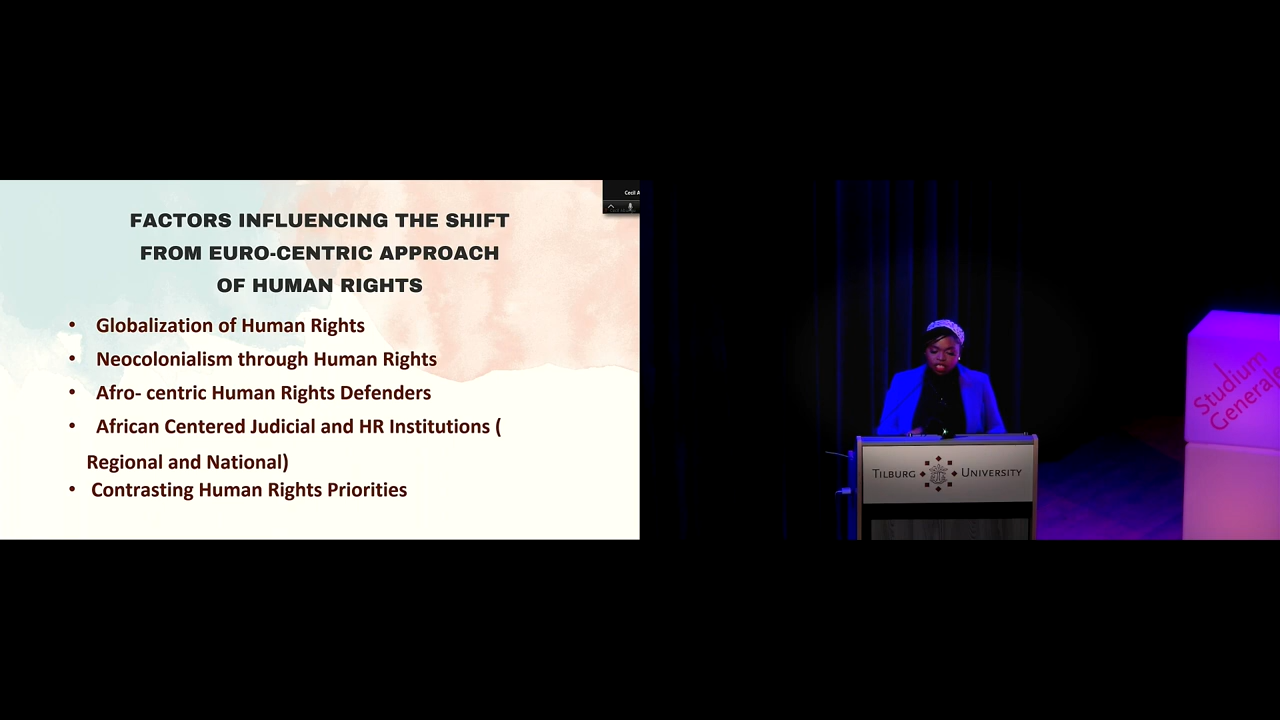 FACTORS INFLUENCING THE SHIFT
FROM EURO-CENTRIC APPROACH
OF HUMAN RIGHTS
• Globalization of Human Rights
• Neocolonialism through Human Rights
• Afro- centric Human Rights Defenders
• African Centered Judicial and HR Institutions (
Regional and National)
• Contrasting Human Rights Priorities
Cecil A
TILBURG UNIVERSITY
Studium
Generale